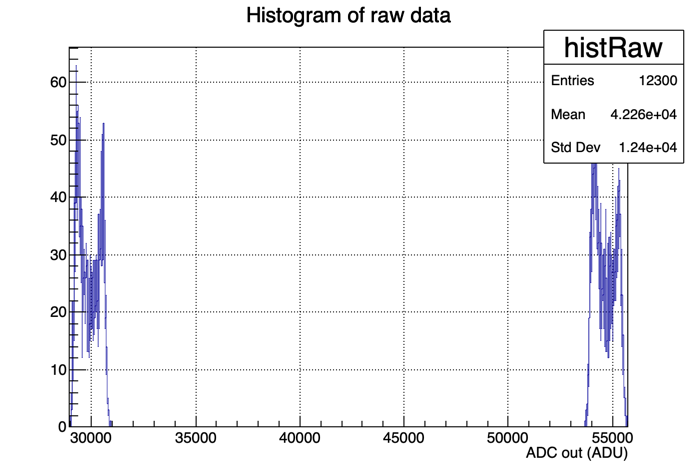 Histogram of raw data
histRaw
Entries 12300
Mean 4.226e+04
Std Dev 1.24e+04
60
50
40
30
20
10
0
30000 35000 40000 45000 50000 55000
ADC out (ADU)